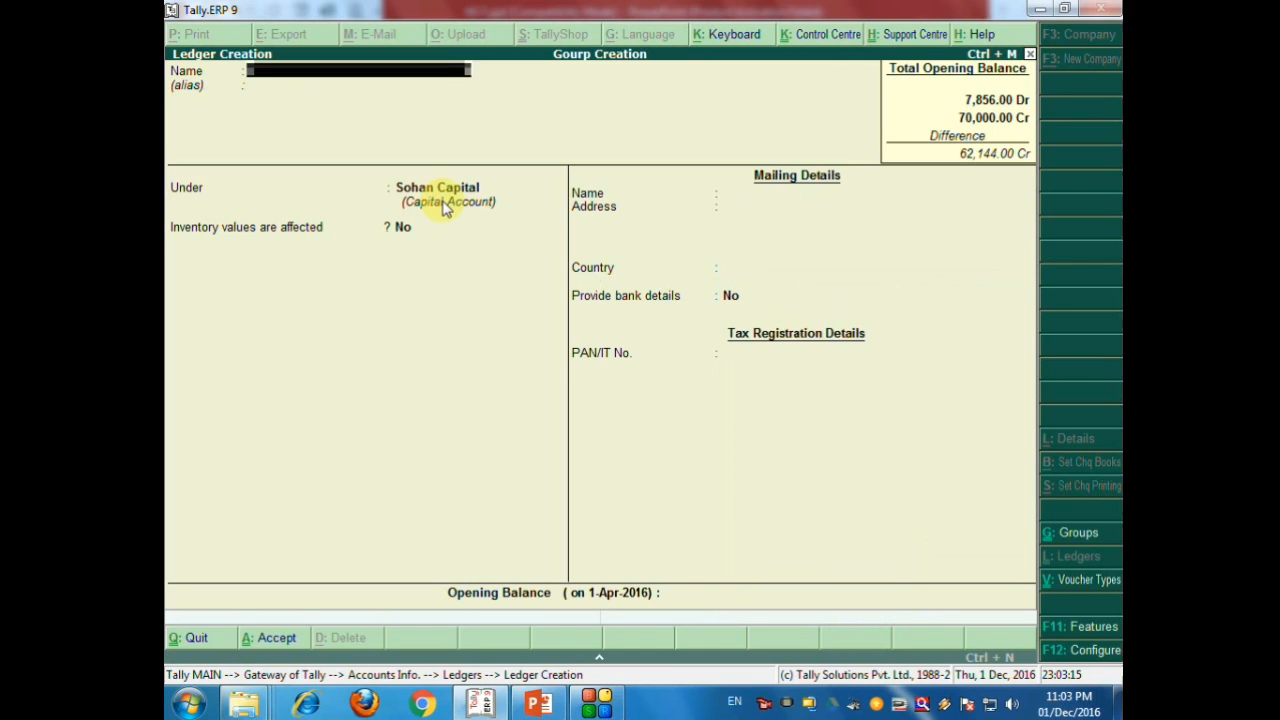 Tally.ERP 9
P: Print E: Export M: E-Mail O: Upload S: TallyShop G: Language K: Keyboard K: Control Centre H: Support Centre H: Help
F3: Company
Ledger Creation Gourp Creation Ctrl + M
F3: New Company
Name :
(alias) :
Total Opening Balance
7,856.00 Dr
70,000.00 Cr
Difference
62,144.00 Cr
Under : Sohan Capital
(Capital Account)
Inventory values are affected ? No
Mailing Details
Name :
Address :
Country :
Provide bank details : No
Tax Registration Details
PAN/IT No. :
L: Details
B: Set Chq Books
S: Set Chq Printing
G: Groups
L: Ledgers
V: Voucher Types
F11: Features
F12: Configure
Opening Balance ( on 1-Apr-2016) :
Q: Quit A: Accept D: Delete
Ctrl + N
Tally MAIN --> Gateway of Tally --> Accounts Info. --> Ledgers --> Ledger Creation (c) Tally Solutions Pvt. Ltd., 1988-2 Thu, 1 Dec, 2016 23:03:15
EN
11:03 PM
01/Dec/2016